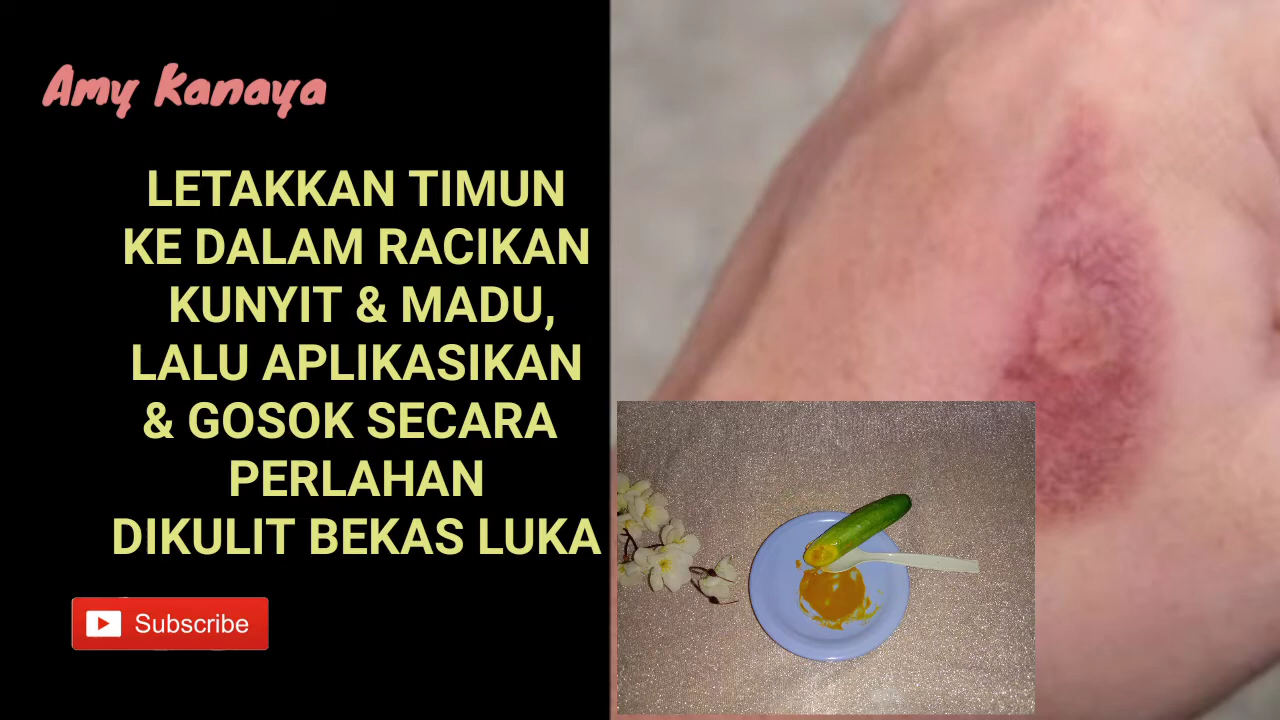 Amy Kanaya
LETAKKAN TIMUN
KE DALAM RACIKAN
KUNYIT & MADU,
LALU APLIKASIKAN
& GOSOK SECARA
PERLAHAN
DIKULIT BEKAS LUKA
Subscribe